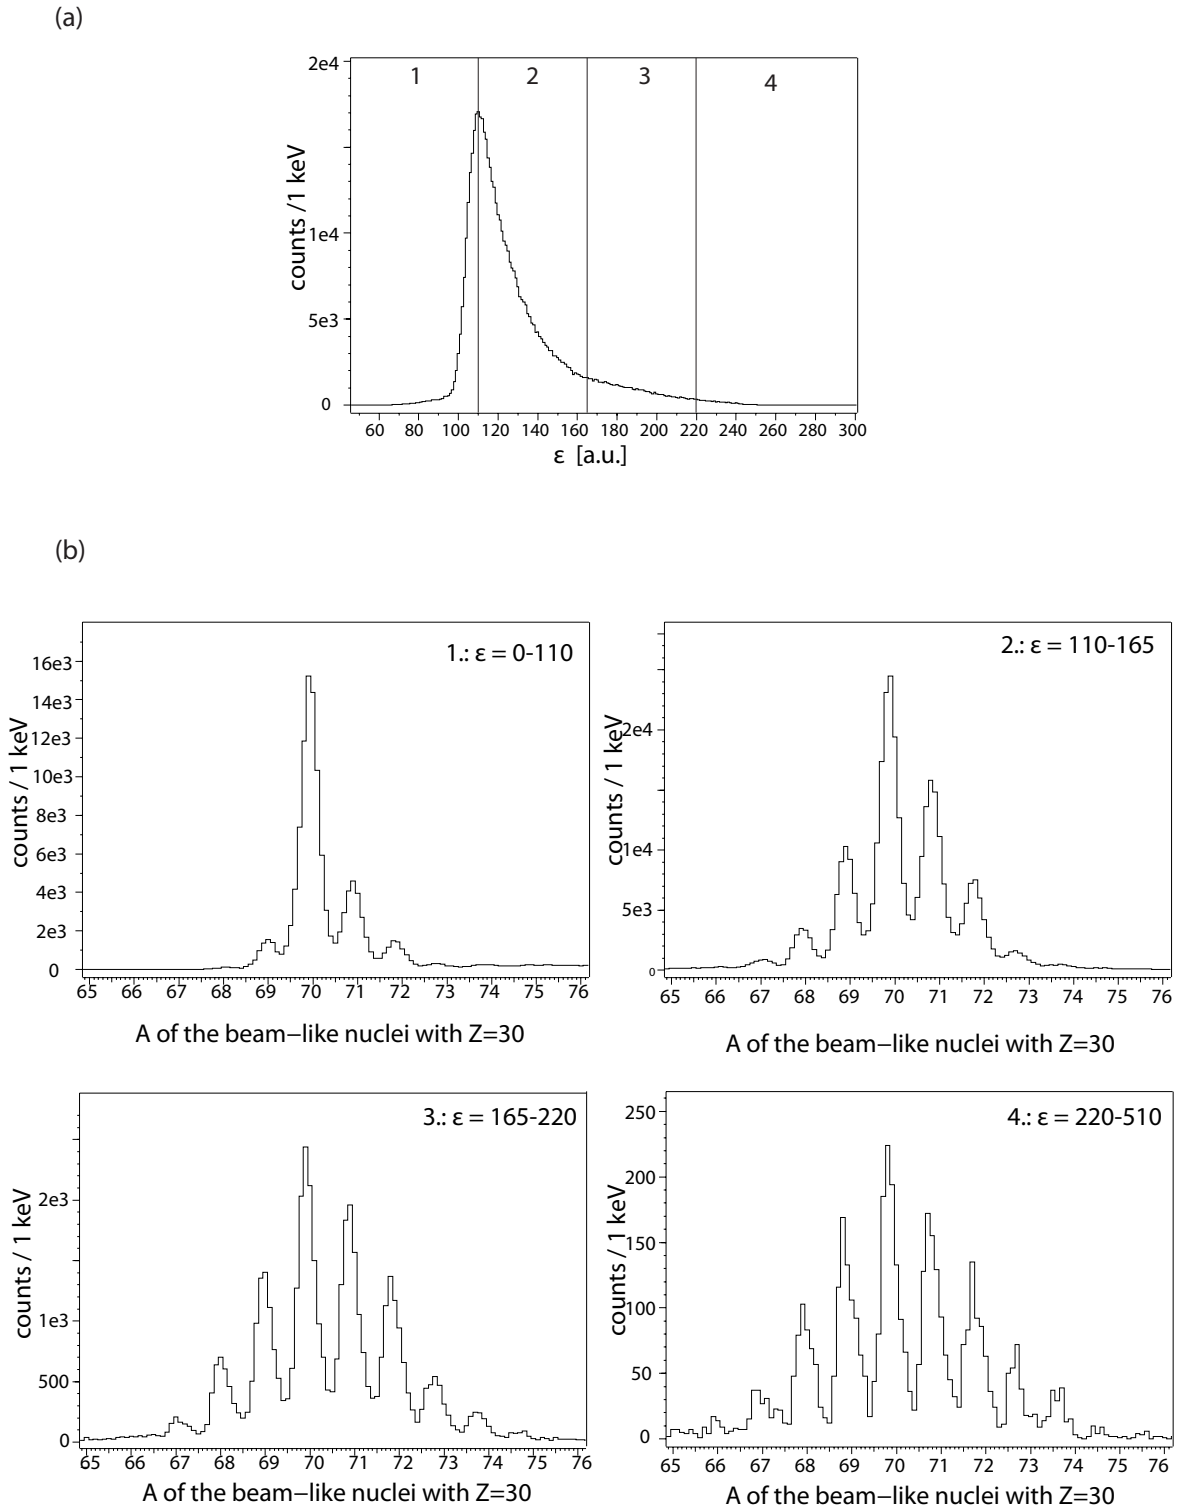 (a)
2e4
1e4
5e3
0
counts /1 keV
1
2
3
4
60 80 100 120 140 160 180 200 220 240 260 280 300
ε [a.u.]
(b)
1.: ε = 0-110
16e3
14e3
12e3
10e3
8e3
6e3
4e3
2e3
0
counts / 1 keV
65 66 67 68 69 70 71 72 73 74 75 76
A of the beam−like nuclei with Z=30
2.: ε = 110-165
2e4
1e4
5e3
0
counts / 1 keV
65 66 67 68 69 70 71 72 73 74 75 76
A of the beam−like nuclei with Z=30
3.: ε = 165-220
2e3
1e3
500
0
counts / 1 keV
65 66 67 68 69 70 71 72 73 74 75 76
A of the beam−like nuclei with Z=30
4.: ε = 220-510
250
200
150
100
50
0
counts / 1 keV
65 66 67 68 69 70 71 72 73 74 75 76
A of the beam−like nuclei with Z=30